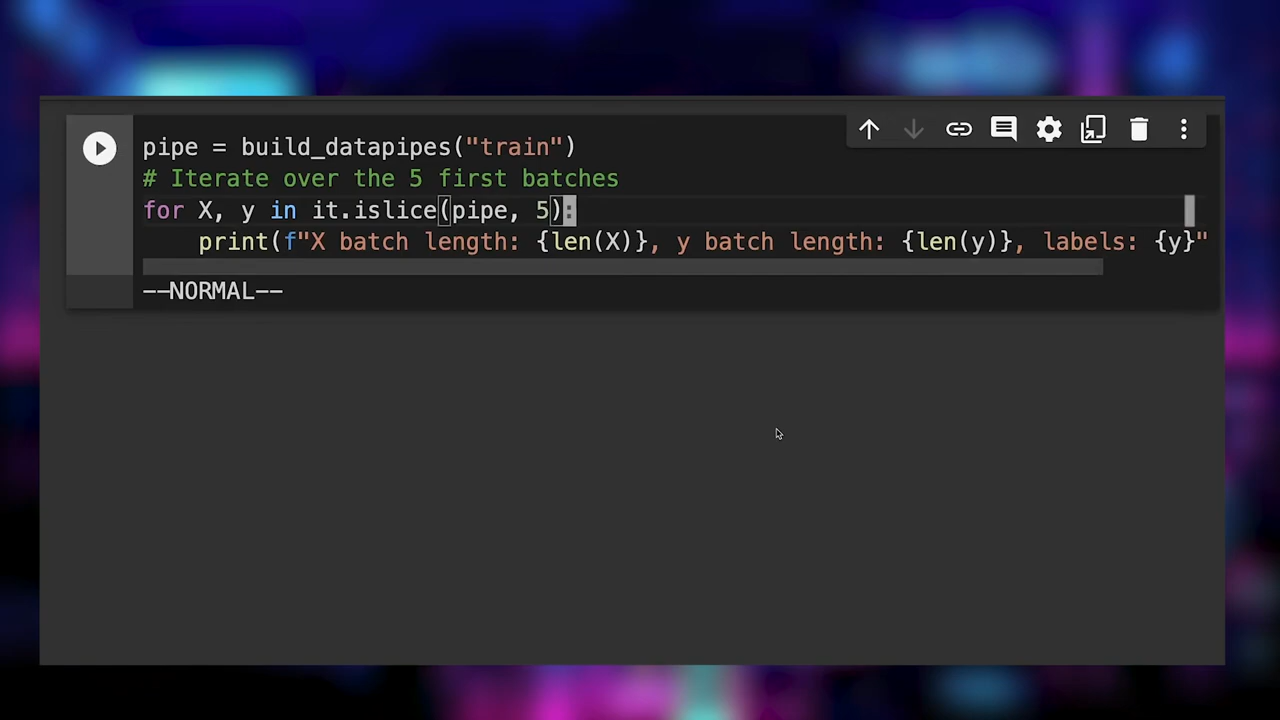 pipe = build_datapipes("train")
# Iterate over the 5 first batches
for X, y in it.islice(pipe, 5):
    print(f"X batch length: {len(X)}, y batch length: {len(y)}, labels: {y}"
--NORMAL--